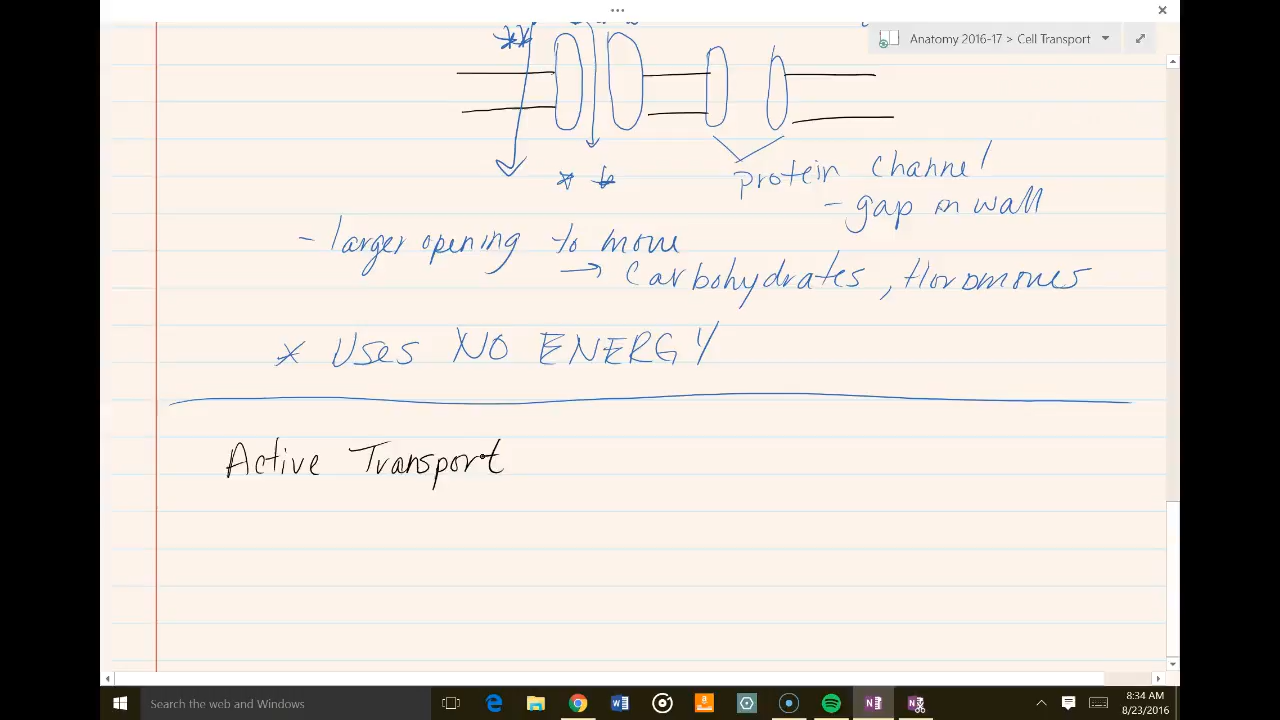 Anatomy 2016-17 > Cell Transport
protein channel
- gap in wall
- larger opening to move
→ Carbohydrates, Hormones
* Uses NO ENERGY
Active Transport
Search the web and Windows
8:34 AM
8/23/2016